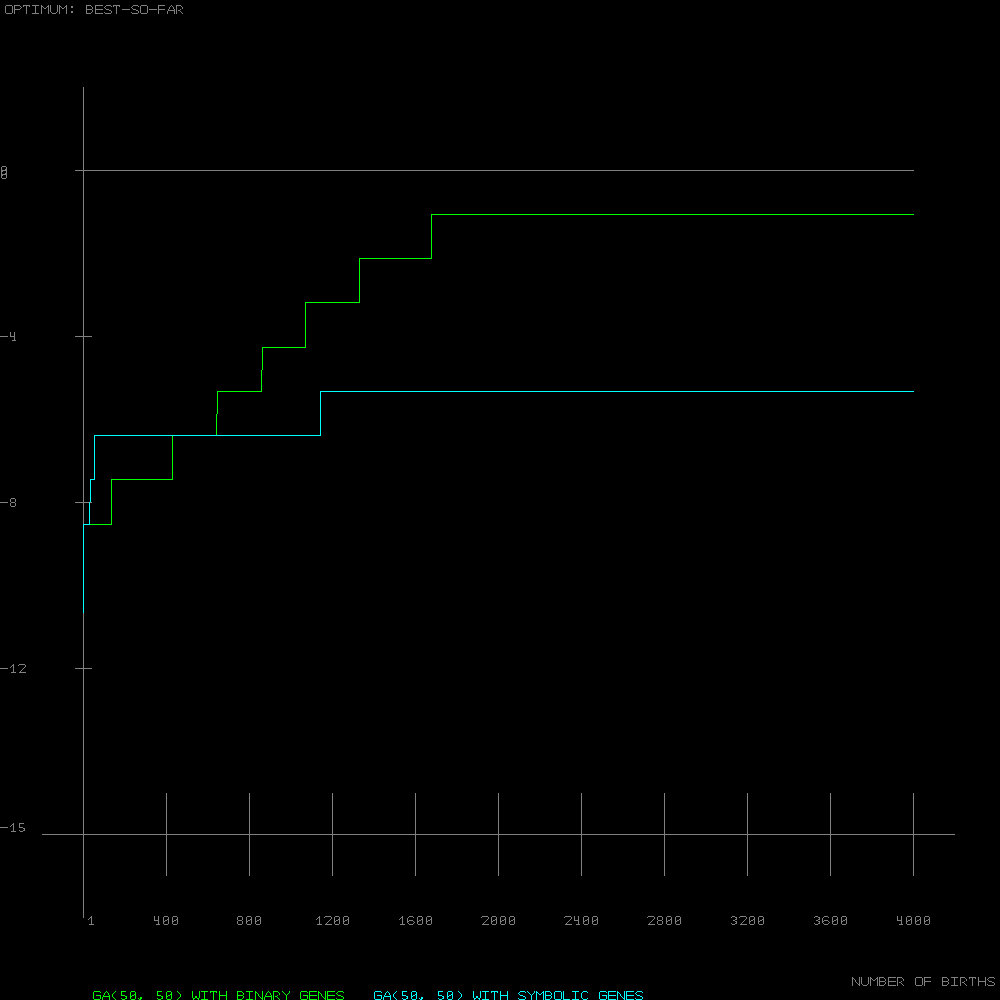 OPTIMUM: BEST-SO-FAR
0
-4
-8
-12
-15
1 400 800 1200 1600 2000 2400 2800 3200 3600 4000
NUMBER OF BIRTHS
GA(50, 50) WITH BINARY GENES GA(50, 50) WITH SYMBOLIC GENES